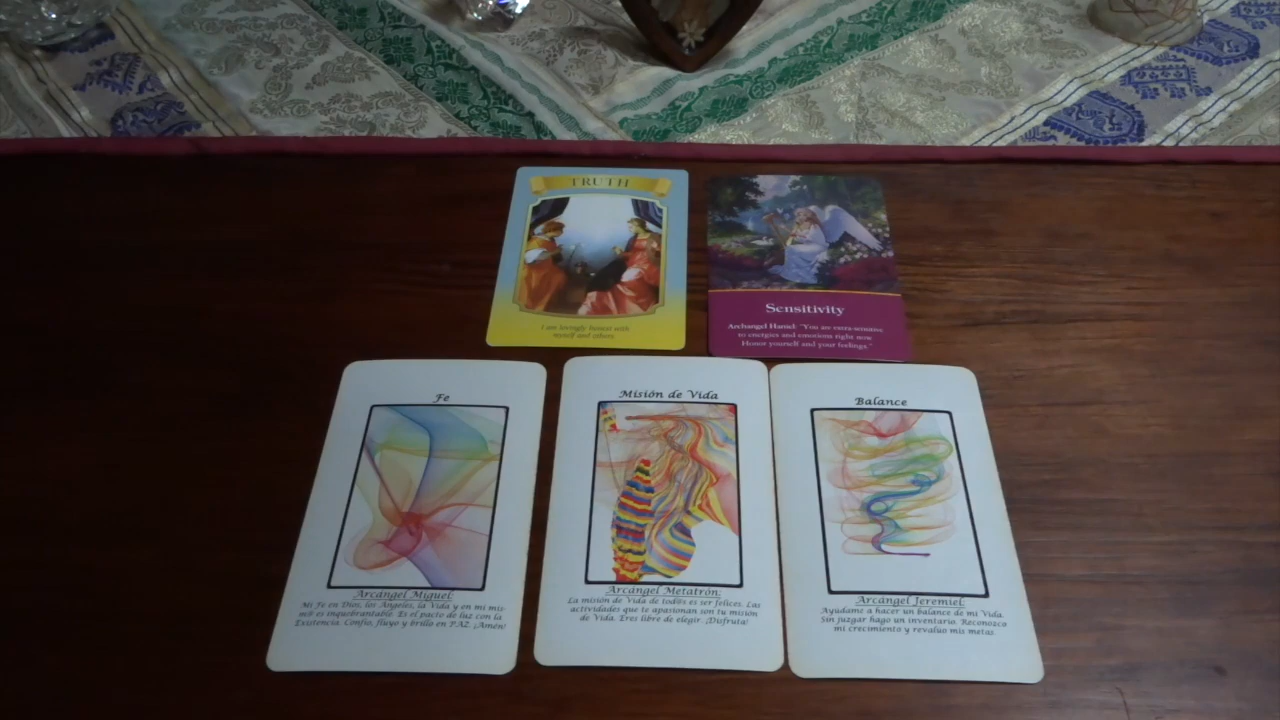 TRUTH
I am lovingly honest with
myself and others.
Sensitivity
Archangel Haniel: "You are extra-sensitive
to energies and emotions right now.
Honor yourself and your feelings."
Fe
Arcángel Miguel:
Mi Fe en Dios, los Ángeles, la Vida y en mi mis-
m@ es inquebrantable. Es el pacto de luz con la
Existencia. Confío, fluyo y brillo en PAZ. ¡Amén!
Misión de Vida
Arcángel Metatrón:
La misión de Vida de tod@s es ser felices. Las
actividades que te apasionan son tu misión
de Vida. Eres libre de elegir. ¡Disfruta!
Balance
Arcángel Jeremiel:
Ayúdame a hacer un balance de mi Vida.
Sin juzgar hago un inventario. Reconozco
mi crecimiento y revalúo mis metas.